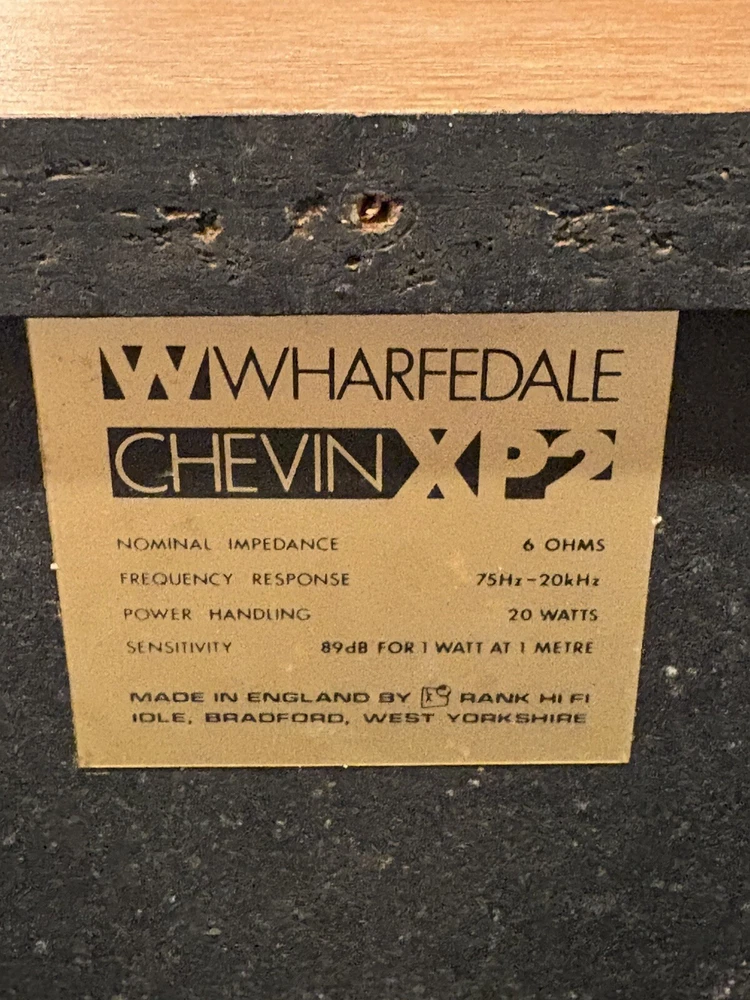 W WHARFEDALE
CHEVIN XP2
NOMINAL IMPEDANCE 6 OHMS
FREQUENCY RESPONSE 75Hz-20kHz
POWER HANDLING 20 WATTS
SENSITIVITY 89dB FOR 1 WATT AT 1 METRE
MADE IN ENGLAND BY RANK HI FI
IDLE, BRADFORD, WEST YORKSHIRE